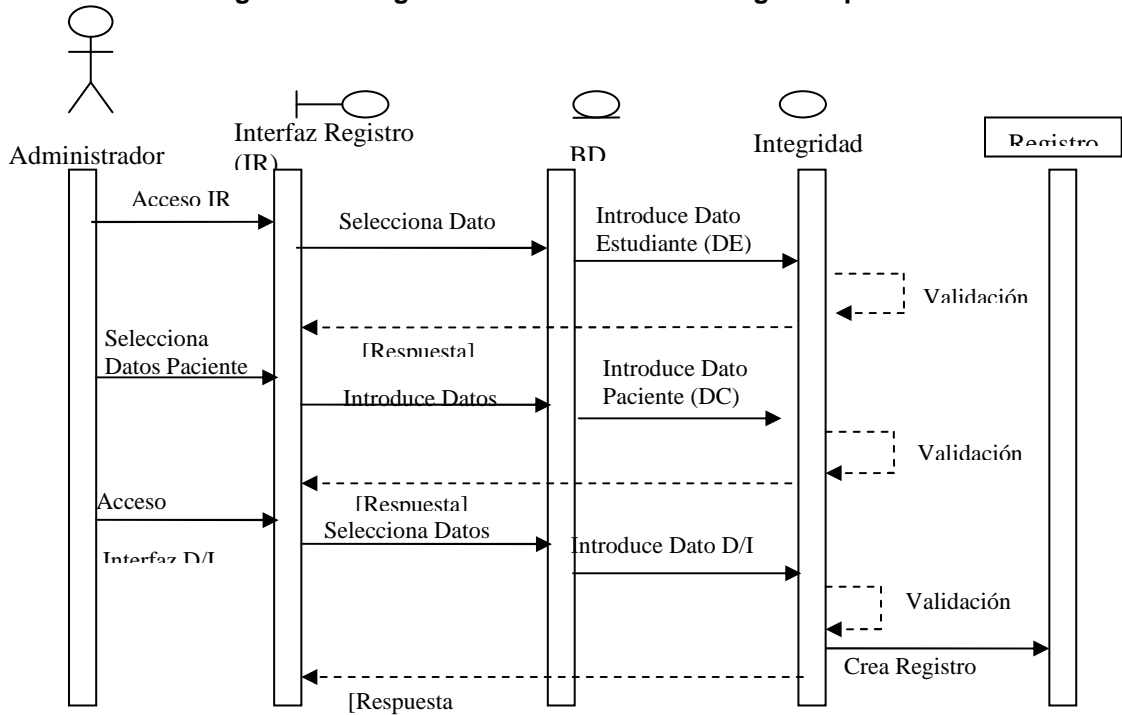 Administrador
Interfaz Registro
(IR)
BD
Integridad
Registro
Acceso IR
Selecciona Dato
Introduce Dato
Estudiante (DE)
Validación
[Respuesta]
Selecciona
Datos Paciente
Introduce Datos
Introduce Dato
Paciente (DC)
Validación
[Respuesta]
Acceso
Interfaz D/I
Selecciona Datos
Introduce Dato D/I
Validación
Crea Registro
[Respuesta